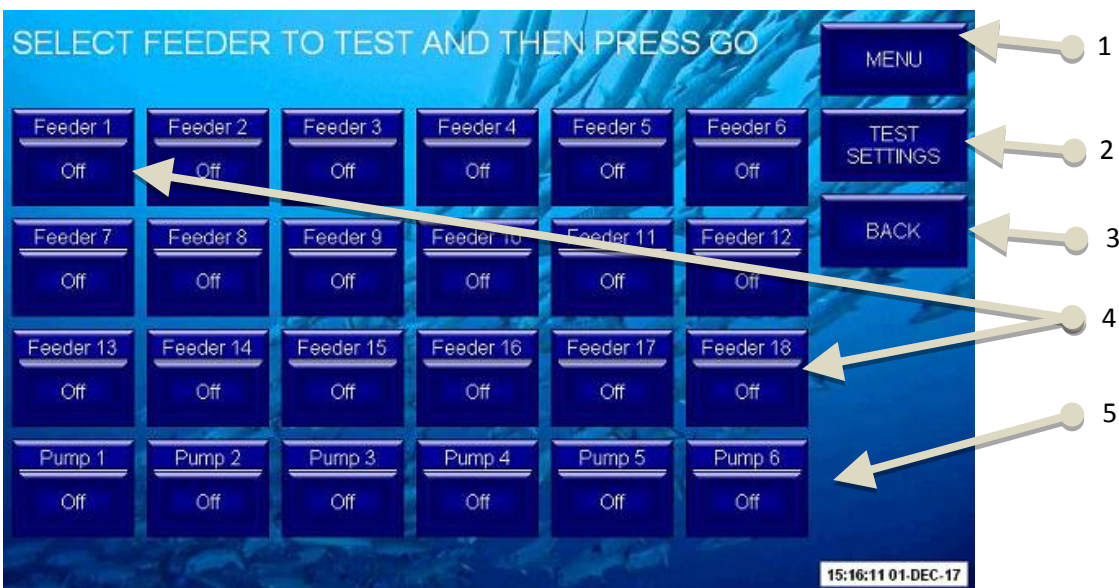 SELECT FEEDER TO TEST AND THEN PRESS GO
MENU
1
Feeder 1 Feeder 2 Feeder 3 Feeder 4 Feeder 5 Feeder 6
Off Off Off Off Off Off
TEST
SETTINGS
2
Feeder 7 Feeder 8 Feeder 9 Feeder 10 Feeder 11 Feeder 12
Off Off Off Off Off Off
BACK
3
4
Feeder 13 Feeder 14 Feeder 15 Feeder 16 Feeder 17 Feeder 18
Off Off Off Off Off Off
5
Pump 1 Pump 2 Pump 3 Pump 4 Pump 5 Pump 6
Off Off Off Off Off Off
15:16:11 01-DEC-17